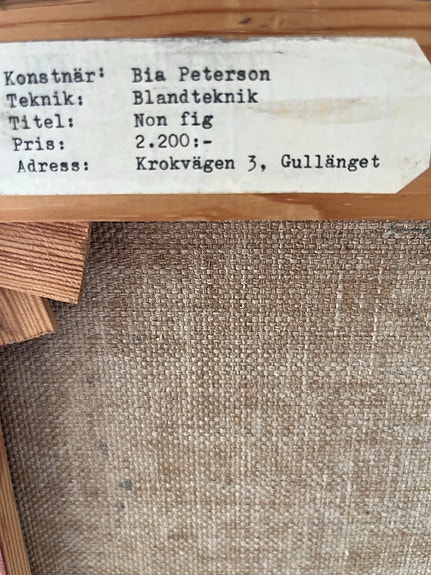 Konstnär: Bia Peterson
Teknik: Blandteknik
Titel: Non fig
Pris: 2.200:-
Adress: Krokvägen 3, Gullänget